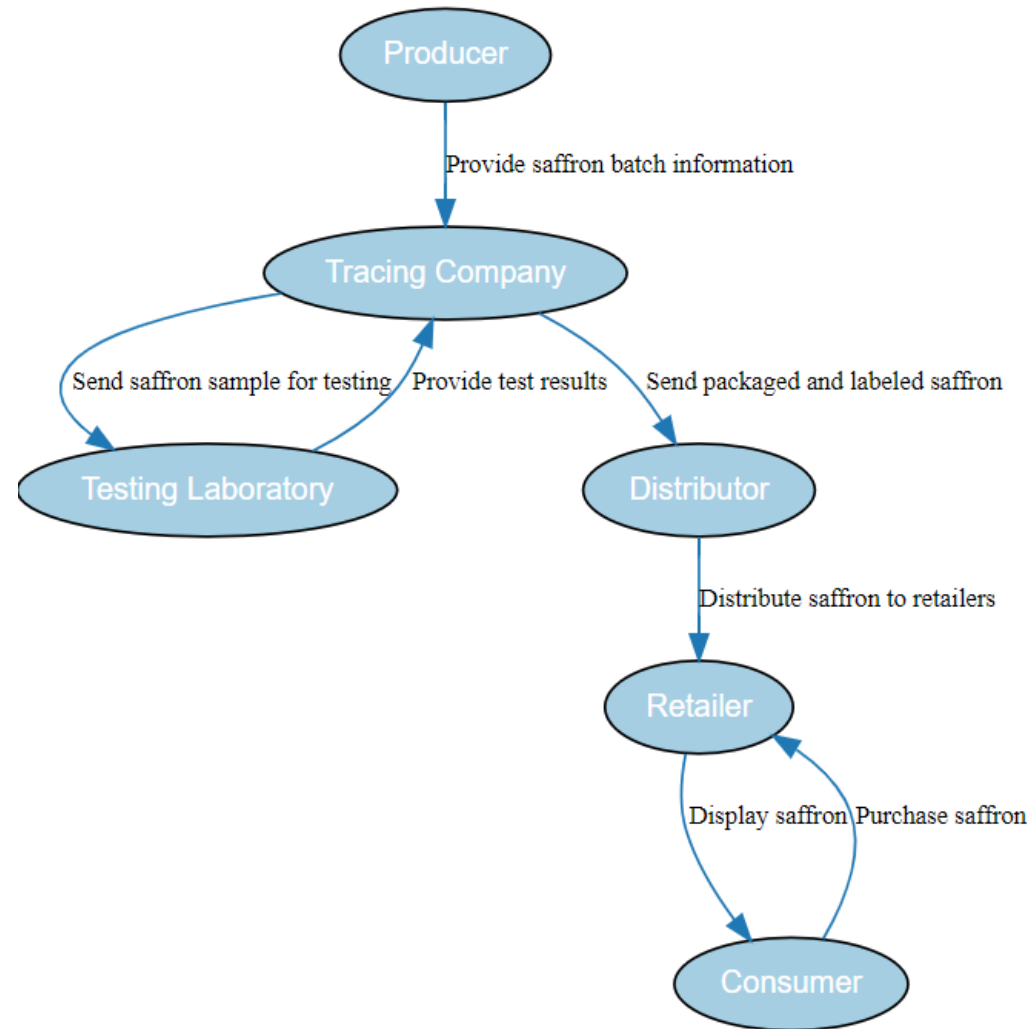 Producer
Provide saffron batch information
Tracing Company
Send saffron sample for testing
Provide test results
Send packaged and labeled saffron
Testing Laboratory
Distributor
Distribute saffron to retailers
Retailer
Display saffron
Purchase saffron
Consumer